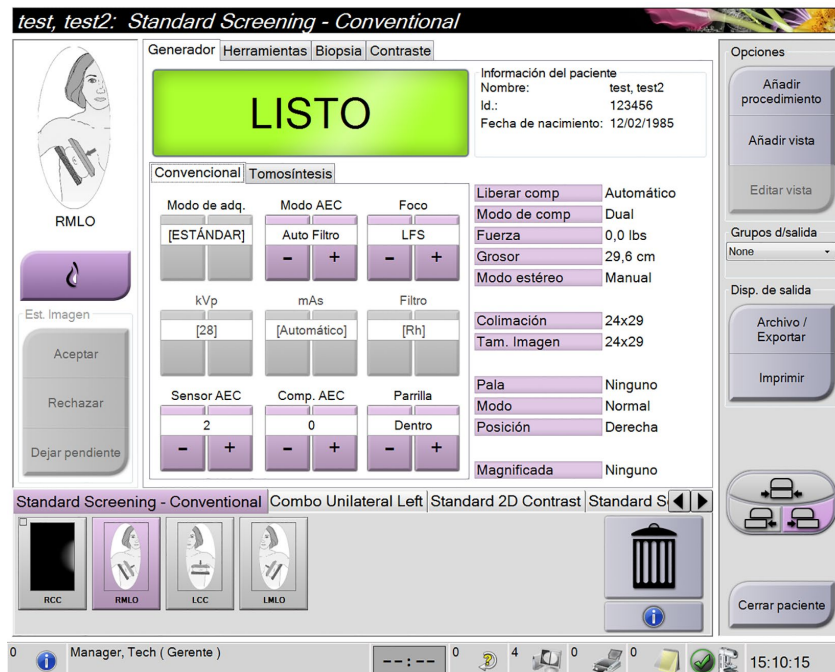 test, test2: Standard Screening - Conventional
RMLO
Est. Imagen
Aceptar
Rechazar
Dejar pendiente
Generador Herramientas Biopsia Contraste
LISTO
Información del paciente
Nombre: test, test2
Id.: 123456
Fecha de nacimiento: 12/02/1985
Convencional Tomosíntesis
Modo de adq. Modo AEC Foco
[ESTÁNDAR] Auto Filtro LFS
- + - +
kVp mAs Filtro
[28] [Automático] [Rh]
Sensor AEC Comp. AEC Parrilla
2 0 Dentro
- + - + - +
Liberar comp Automático
Modo de comp Dual
Fuerza 0,0 lbs
Grosor 29,6 cm
Modo estéreo Manual
Colimación 24x29
Tam. Imagen 24x29
Pala Ninguno
Modo Normal
Posición Derecha
Magnificada Ninguno
Opciones
Añadir
procedimiento
Añadir vista
Editar vista
Grupos d/salida
None
Disp. de salida
Archivo /
Exportar
Imprimir
Cerrar paciente
Standard Screening - Conventional Combo Unilateral Left Standard 2D Contrast Standard S
RCC RMLO LCC LMLO
0 Manager, Tech ( Gerente ) --:-- 0 4 0 0 15:10:15